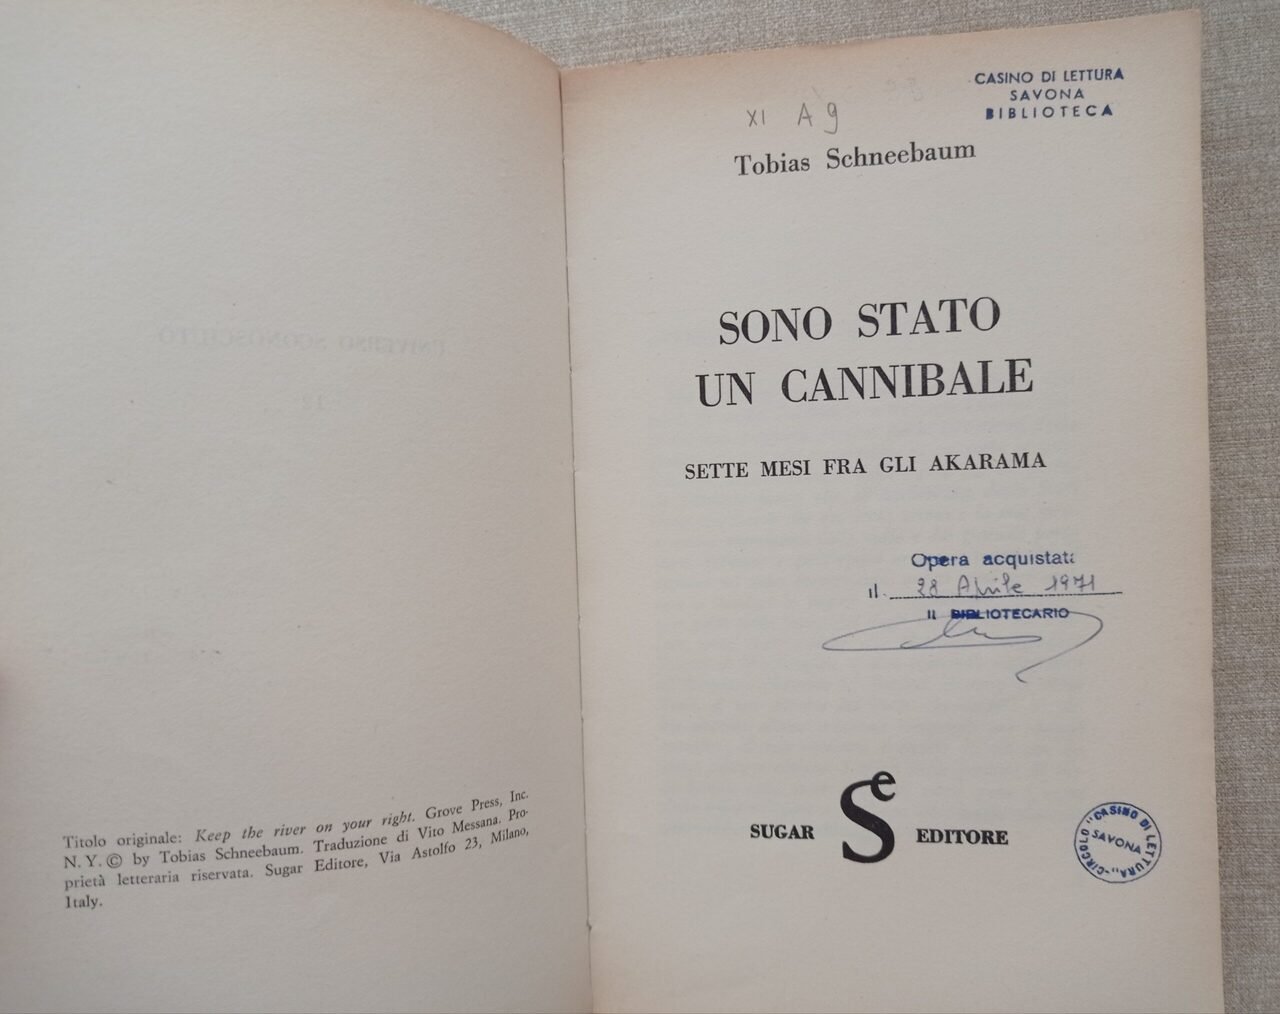 Titolo originale: Keep the river on your right. Grove Press, Inc.
N. Y. © by Tobias Schneebaum. Traduzione di Vito Messana. Pro-
prietà letteraria riservata. Sugar Editore, Via Astolfo 23, Milano,
Italy.
CASINO DI LETTURA
SAVONA
BIBLIOTECA
XI A g
Tobias Schneebaum
SONO STATO
UN CANNIBALE
SETTE MESI FRA GLI AKARAMA
Opera acquistata
il. 28 Aprile 1971
Il BIBLIOTECARIO
Se
SUGAR EDITORE
CIRCOLO "CASINO DI LETTURA"
SAVONA